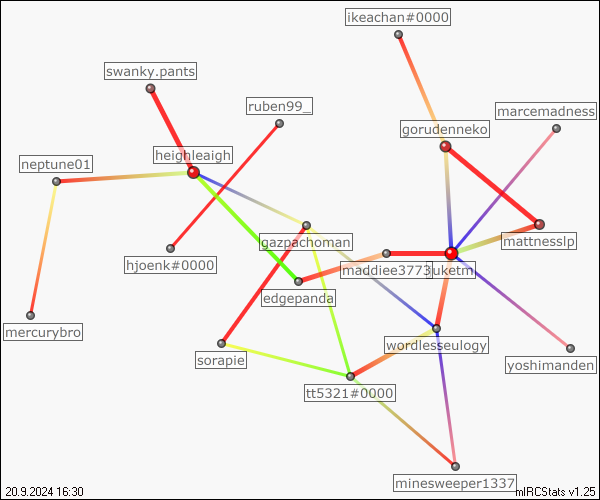 ikeachan#0000
swanky.pants
ruben99_
marcemadness
gorudenneko
heighleaigh
neptune01
mattnesslp
gazpachoman
hjoenk#0000
maddiee3773
juketm
edgepanda
mercurybro
wordlesseulogy
sorapie
yoshimanden
tt5321#0000
minesweeper1337
20.9.2024 16:30
mIRCStats v1.25